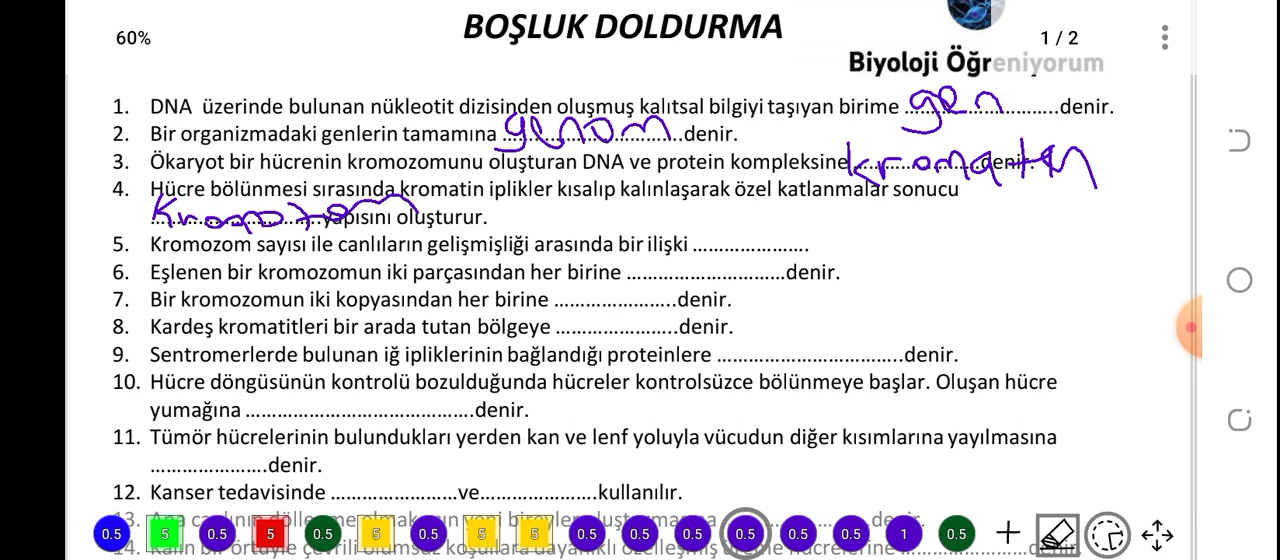 BOŞLUK DOLDURMA
60%
1 / 2
Biyoloji Öğreniyorum
1. DNA üzerinde bulunan nükleotit dizisinden oluşmuş kalıtsal bilgiyi taşıyan birime gen denir.
2. Bir organizmadaki genlerin tamamına genom denir.
3. Ökaryot bir hücrenin kromozomunu oluşturan DNA ve protein kompleksine denir.
4. Hücre bölünmesi sırasında kromatin iplikler kısalıp kalınlaşarak özel katlanmalar sonucu
yapısını oluşturur.
5. Kromozom sayısı ile canlıların gelişmişliği arasında bir ilişki .....................
6. Eşlenen bir kromozomun iki parçasından her birine .............................denir.
7. Bir kromozomun iki kopyasından her birine ......................denir.
8. Kardeş kromatitleri bir arada tutan bölgeye ......................denir.
9. Sentromerlerde bulunan iğ ipliklerinin bağlandığı proteinlere .................................denir.
10. Hücre döngüsünün kontrolü bozulduğunda hücreler kontrolsüzce bölünmeye başlar. Oluşan hücre
yumağına .........................................denir.
11. Tümör hücrelerinin bulundukları yerden kan ve lenf yoluyla vücudun diğer kısımlarına yayılmasına
.....................denir.
12. Kanser tedavisinde .......................ve.....................kullanılır.
13.
14.
0.5 5 0.5 5 0.5 5 0.5 5 5 0.5 0.5 0.5 0.5 0.5 0.5 1 0.5